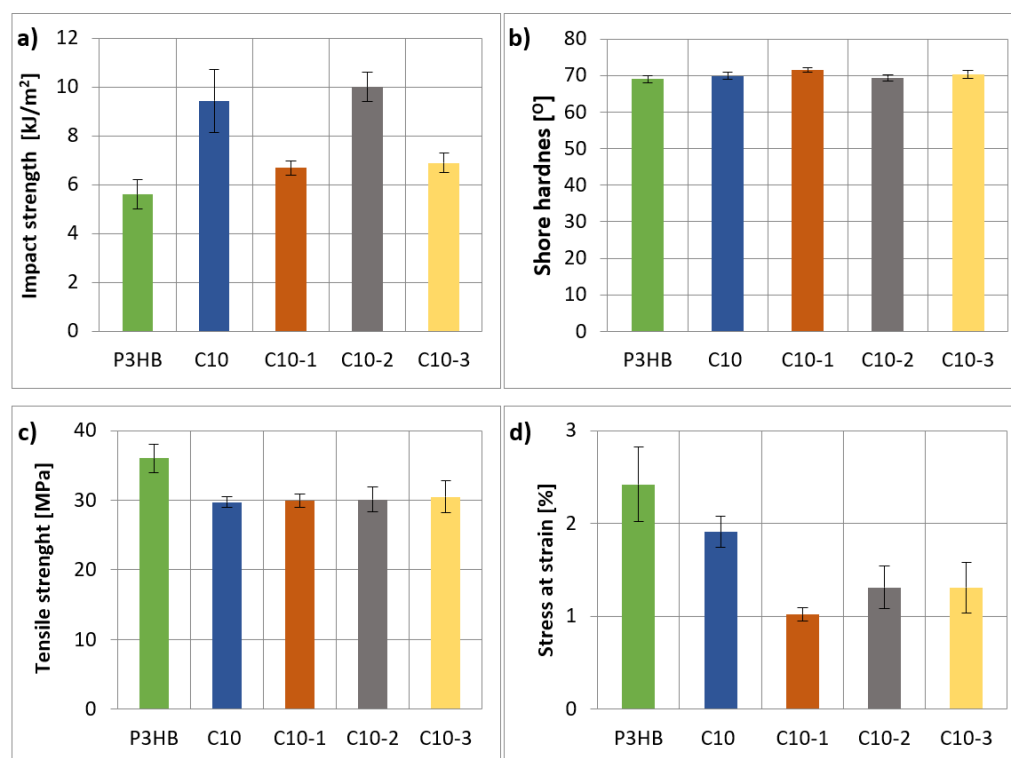 a)
Impact strength [kJ/m²]
12
10
8
6
4
2
0
P3HB C10 C10-1 C10-2 C10-3
b)
Shore hardnes [º]
80
70
60
50
40
30
20
10
0
P3HB C10 C10-1 C10-2 C10-3
c)
Tensile strenght [MPa]
40
30
20
10
0
P3HB C10 C10-1 C10-2 C10-3
d)
Stress at strain [%]
3
2
1
0
P3HB C10 C10-1 C10-2 C10-3